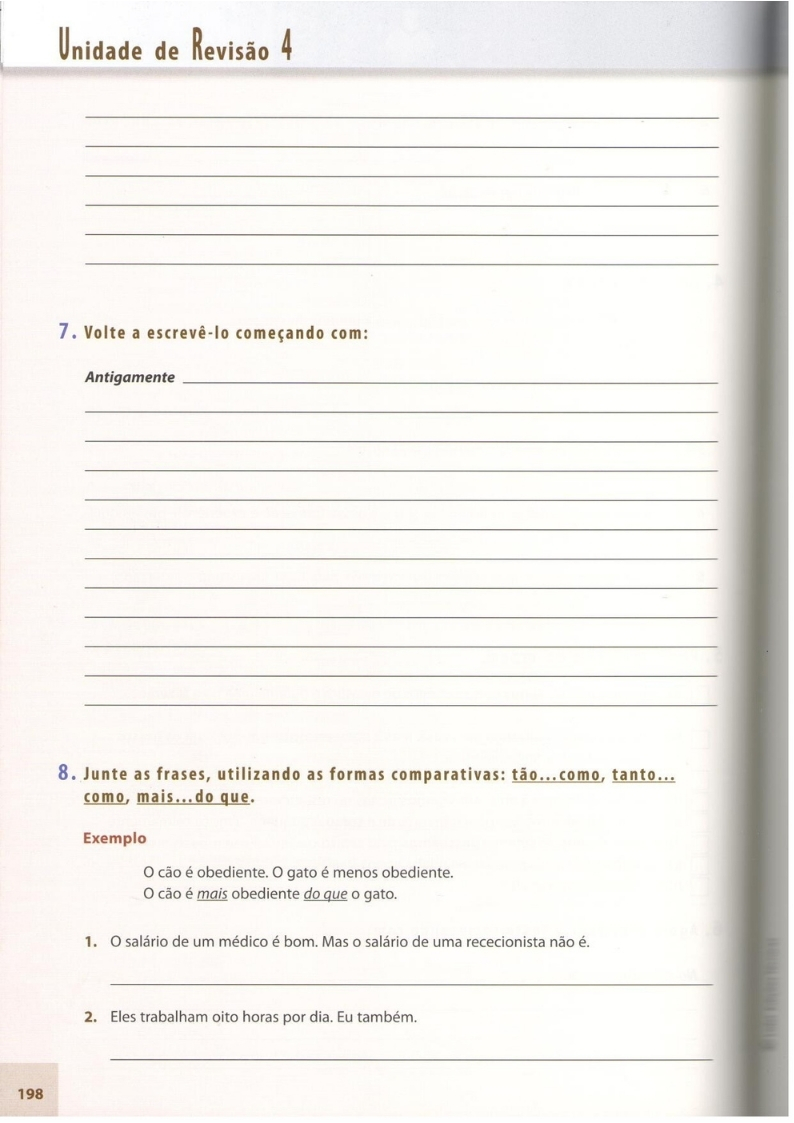 Unidade de Revisão 4
7. Volte a escrevê-lo começando com:
Antigamente
8. Junte as frases, utilizando as formas comparativas: tão...como, tanto...
como, mais...do que.
Exemplo
O cão é obediente. O gato é menos obediente.
O cão é mais obediente do que o gato.
1. O salário de um médico é bom. Mas o salário de uma rececionista não é.
2. Eles trabalham oito horas por dia. Eu também.
198